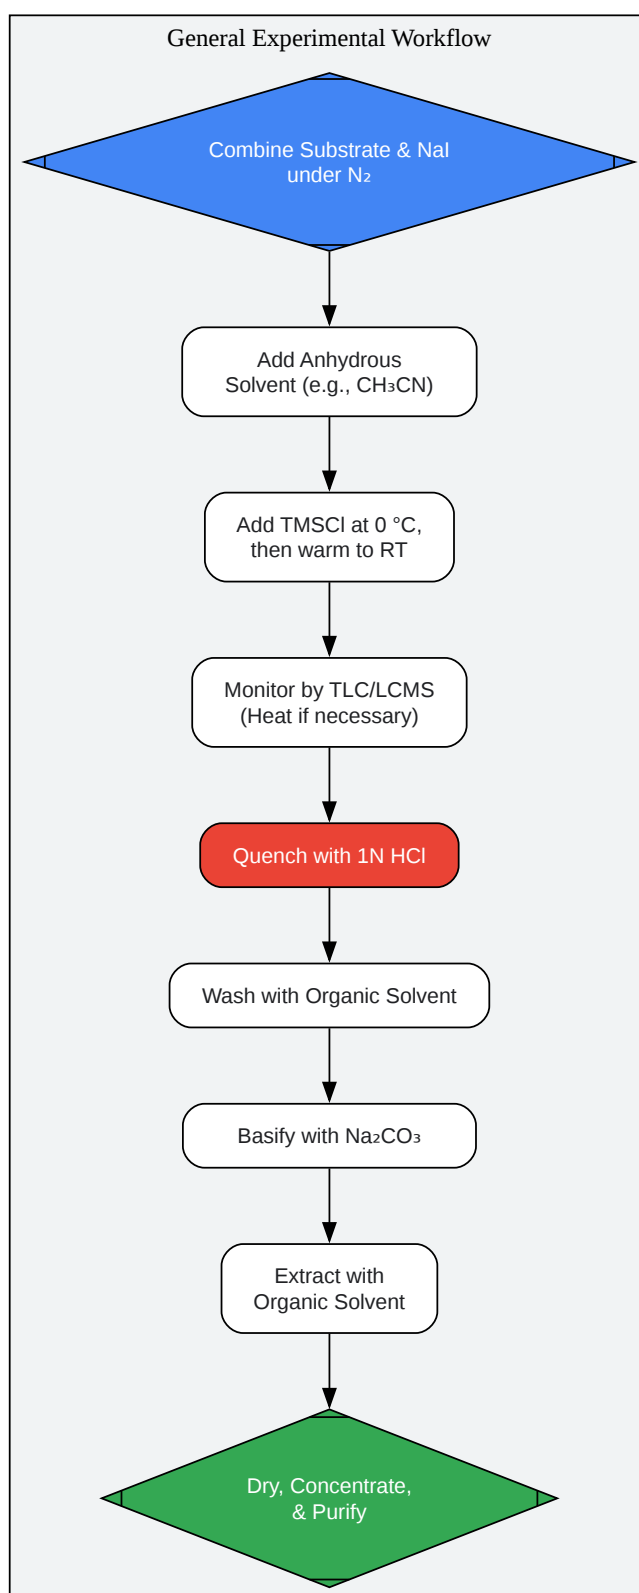 General Experimental Workflow
Combine Substrate & NaI
under N₂
Add Anhydrous
Solvent (e.g., CH₃CN)
Add TMSCl at 0 °C,
then warm to RT
Monitor by TLC/LCMS
(Heat if necessary)
Quench with 1N HCl
Wash with Organic Solvent
Basify with Na₂CO₃
Extract with
Organic Solvent
Dry, Concentrate,
& Purify